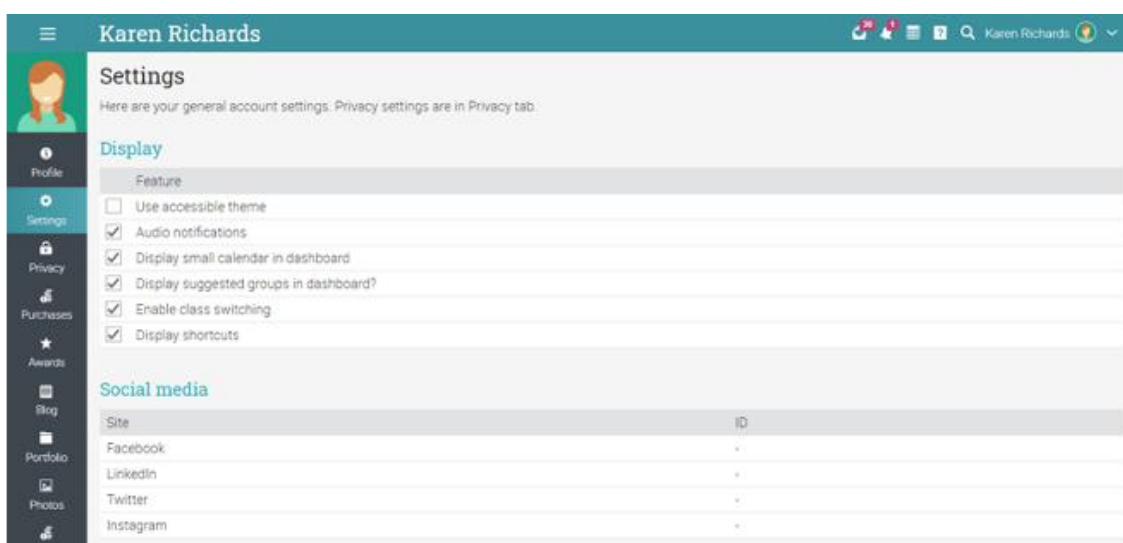 Karen Richards
Karen Richards
Settings
Here are your general account settings. Privacy settings are in Privacy tab.
Profile
Settings
Privacy
Purchases
Awards
Blog
Portfolio
Photos
Display
Feature
Use accessible theme
Audio notifications
Display small calendar in dashboard
Display suggested groups in dashboard?
Enable class switching
Display shortcuts
Social media
Site ID
Facebook -
LinkedIn -
Twitter -
Instagram -